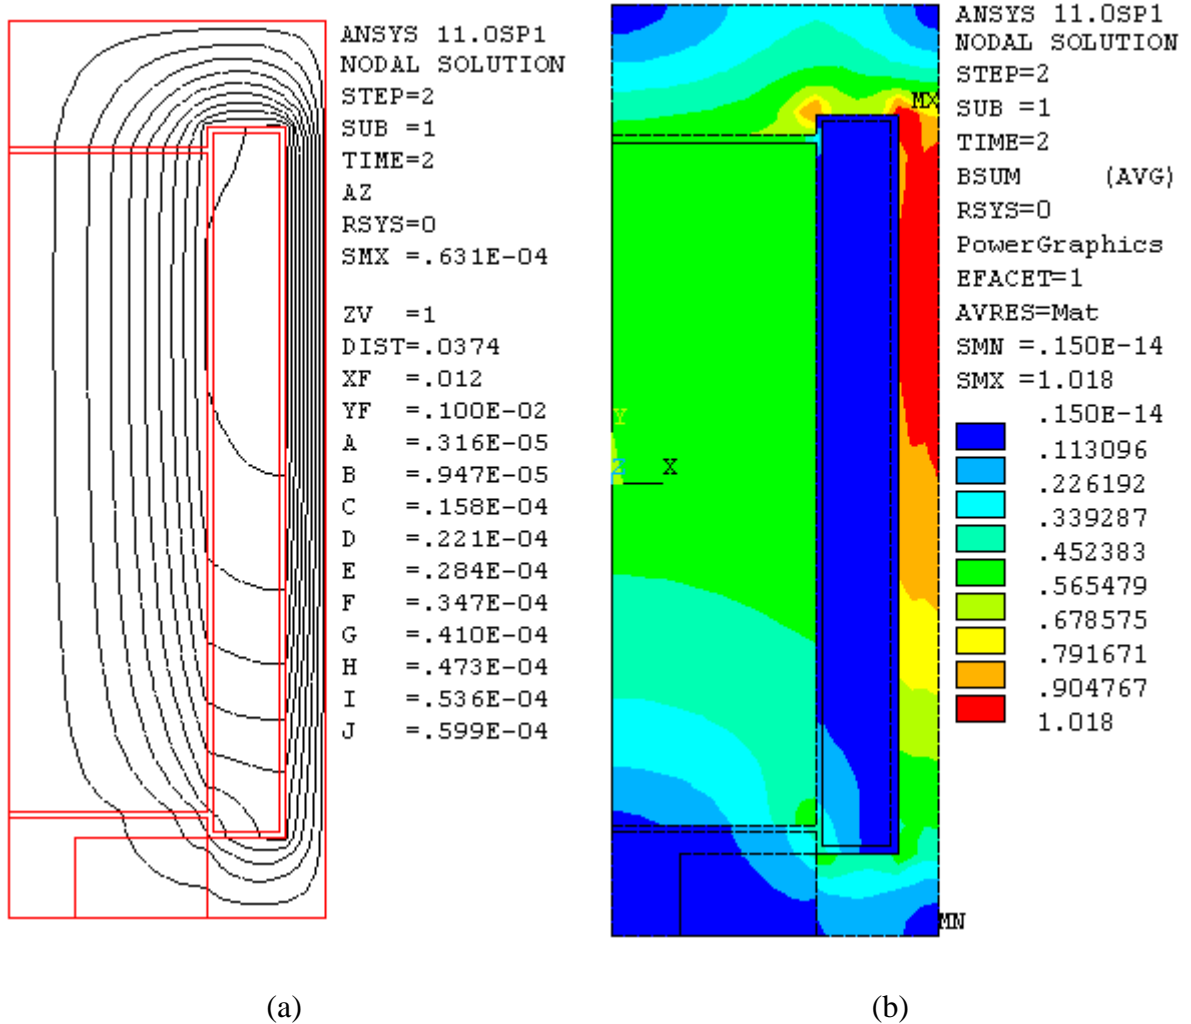 ANSYS 11.0SP1
NODAL SOLUTION
STEP=2
SUB =1
TIME=2
AZ
RSYS=0
SMX =.631E-04
ZV =1
DIST=.0374
XF =.012
YF =.100E-02
A =.316E-05
B =.947E-05
C =.158E-04
D =.221E-04
E =.284E-04
F =.347E-04
G =.410E-04
H =.473E-04
I =.536E-04
J =.599E-04
(a)
MX
Y
Z
X
MN
ANSYS 11.0SP1
NODAL SOLUTION
STEP=2
SUB =1
TIME=2
BSUM (AVG)
RSYS=0
PowerGraphics
EFACET=1
AVRES=Mat
SMN =.150E-14
SMX =1.018
.150E-14
.113096
.226192
.339287
.452383
.565479
.678575
.791671
.904767
1.018
(b)